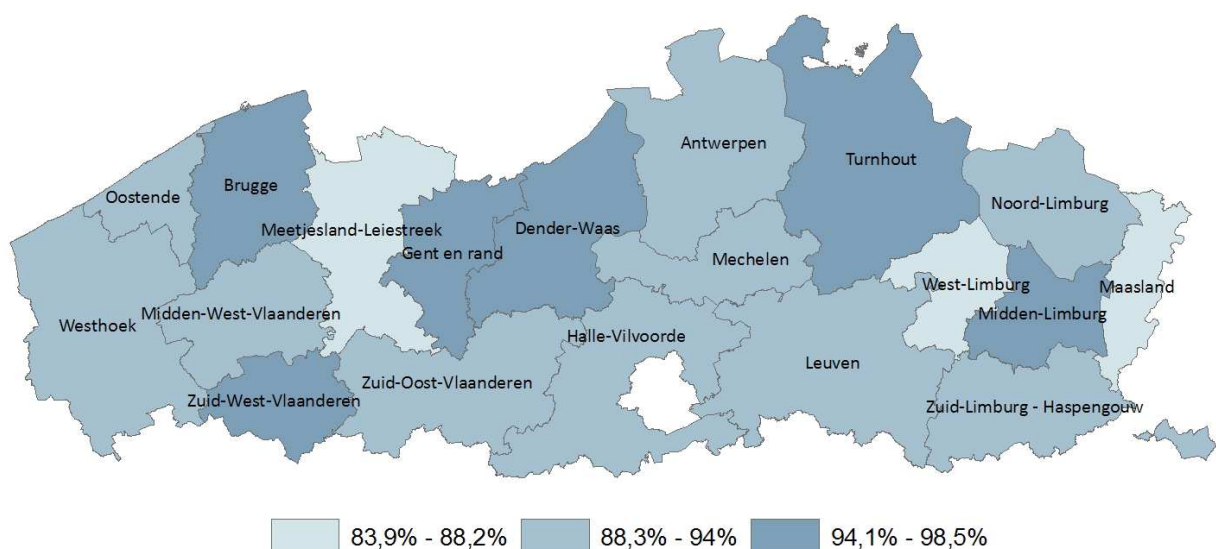 Antwerpen
Turnhout
Brugge
Oostende
Noord-Limburg
Meetjesland-Leiestreek
Gent en rand
Dender-Waas
Mechelen
West-Limburg
Maasland
Midden-West-Vlaanderen
Midden-Limburg
Westhoek
Halle-Vilvoorde
Leuven
Zuid-Oost-Vlaanderen
Zuid-West-Vlaanderen
Zuid-Limburg - Haspengouw
83,9% - 88,2% 88,3% - 94% 94,1% - 98,5%